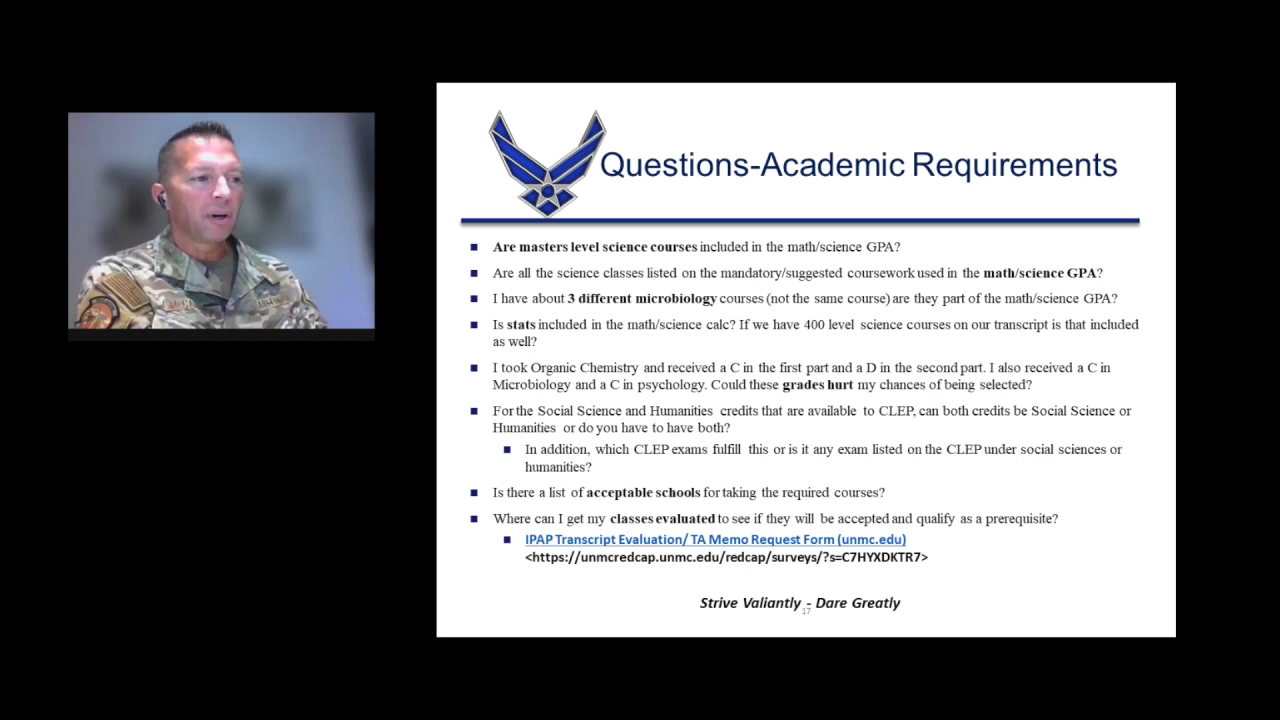 Questions-Academic Requirements
Are masters level science courses included in the math/science GPA?
Are all the science classes listed on the mandatory/suggested coursework used in the math/science GPA?
I have about 3 different microbiology courses (not the same course) are they part of the math/science GPA?
Is stats included in the math/science calc? If we have 400 level science courses on our transcript is that included
as well?
I took Organic Chemistry and received a C in the first part and a D in the second part. I also received a C in
Microbiology and a C in psychology. Could these grades hurt my chances of being selected?
For the Social Science and Humanities credits that are available to CLEP, can both credits be Social Science or
Humanities or do you have to have both?
In addition, which CLEP exams fulfill this or is it any exam listed on the CLEP under social sciences or
humanities?
Is there a list of acceptable schools for taking the required courses?
Where can I get my classes evaluated to see if they will be accepted and qualify as a prerequisite?
IPAP Transcript Evaluation/ TA Memo Request Form (unmc.edu)
<https://unmcredcap.unmc.edu/redcap/surveys/?s=C7HYXDKTR7>
Strive Valiantly - Dare Greatly
17